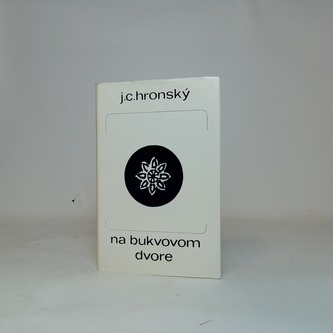 j.c.hronský
na bukvovom
dvore